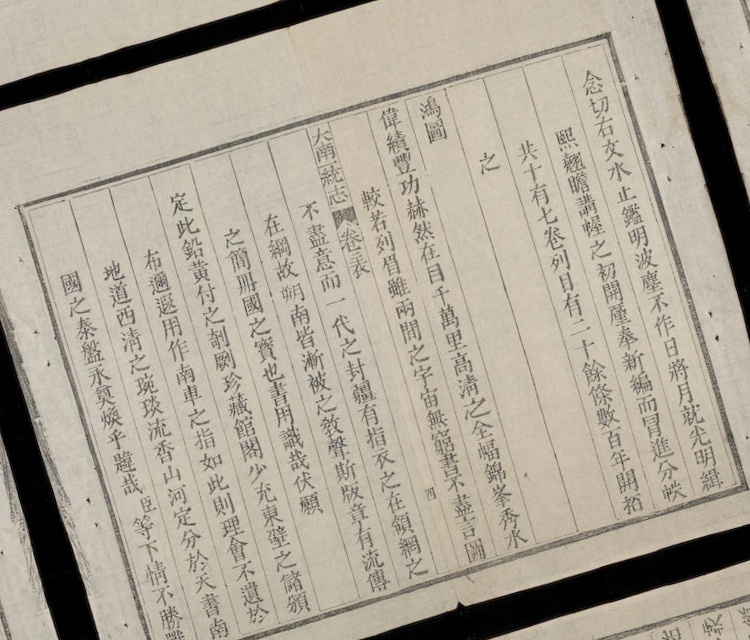 念切右文水止鑑明波塵不作日將月就光明緝
熙翹瞻講幄之初開薩奉新編而冒進分帙
共十有七卷列目有二十餘條數百年開拓
之
鴻圖
偉績豐功赫然在目千萬里高清之全幅錦峯秀水
較若列眉雖兩間之宇宙無窮書不盡言圖
大南一統志 卷之表 四
不盡意而一代之封疆有指衣之在領綱之
在綱故朔南皆漸被之教聲斯版章有流傳
之簡冊國之寶也書用識哉伏願
定此鉛黃付之剞劂珍藏館閣少充東壁之儲頒
布邇遐用作南車之指如此則理會不遺於
地道西清之琬琰流香山河定分於天書南
國之泰盤永奠煥乎韙哉臣等下情不勝